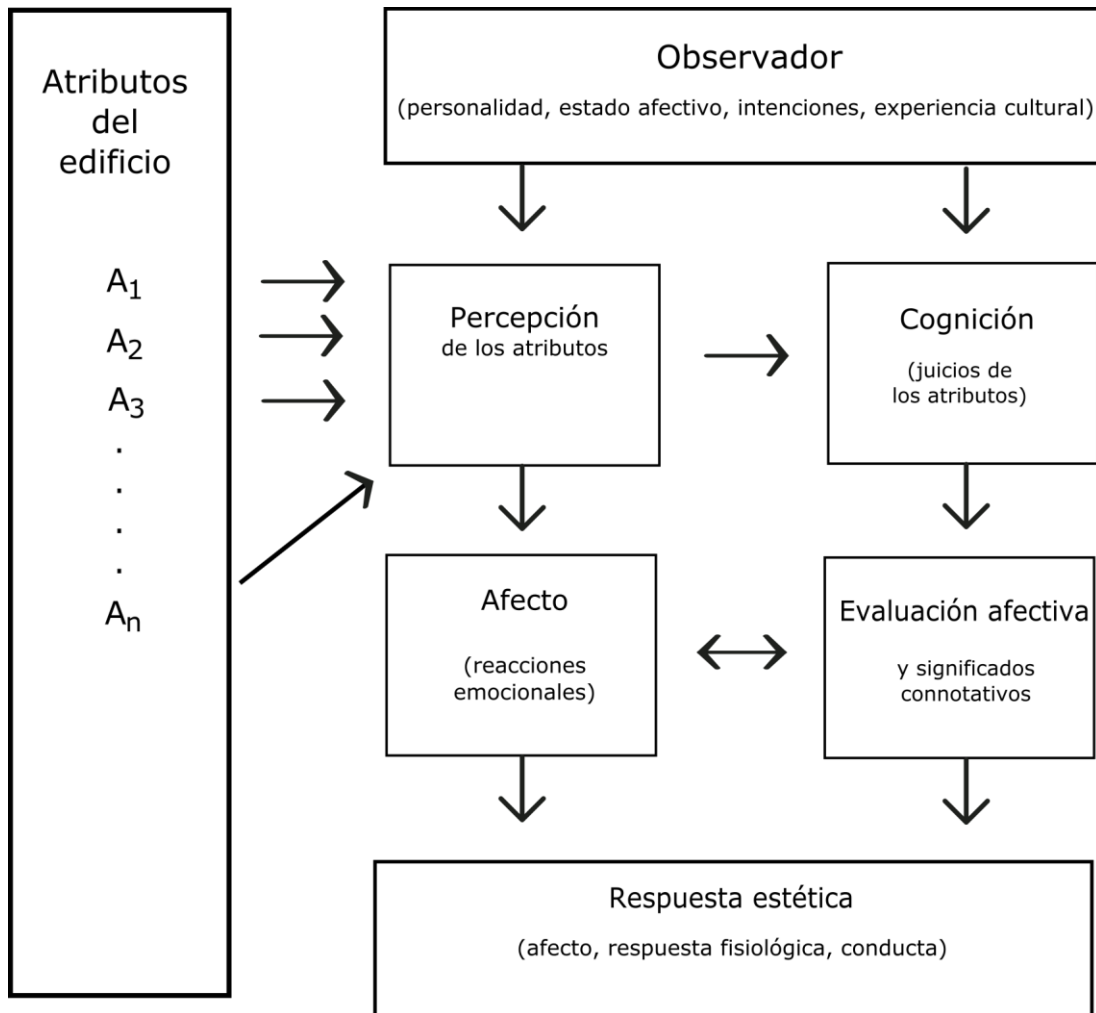 Atributos
del
edificio
A₁
A₂
A₃
.
.
.
.
Aₙ
Observador
(personalidad, estado afectivo, intenciones, experiencia cultural)
Percepción
de los atributos
Cognición
(juicios de
los atributos)
Afecto
(reacciones
emocionales)
Evaluación afectiva
y significados
connotativos
Respuesta estética
(afecto, respuesta fisiológica, conducta)